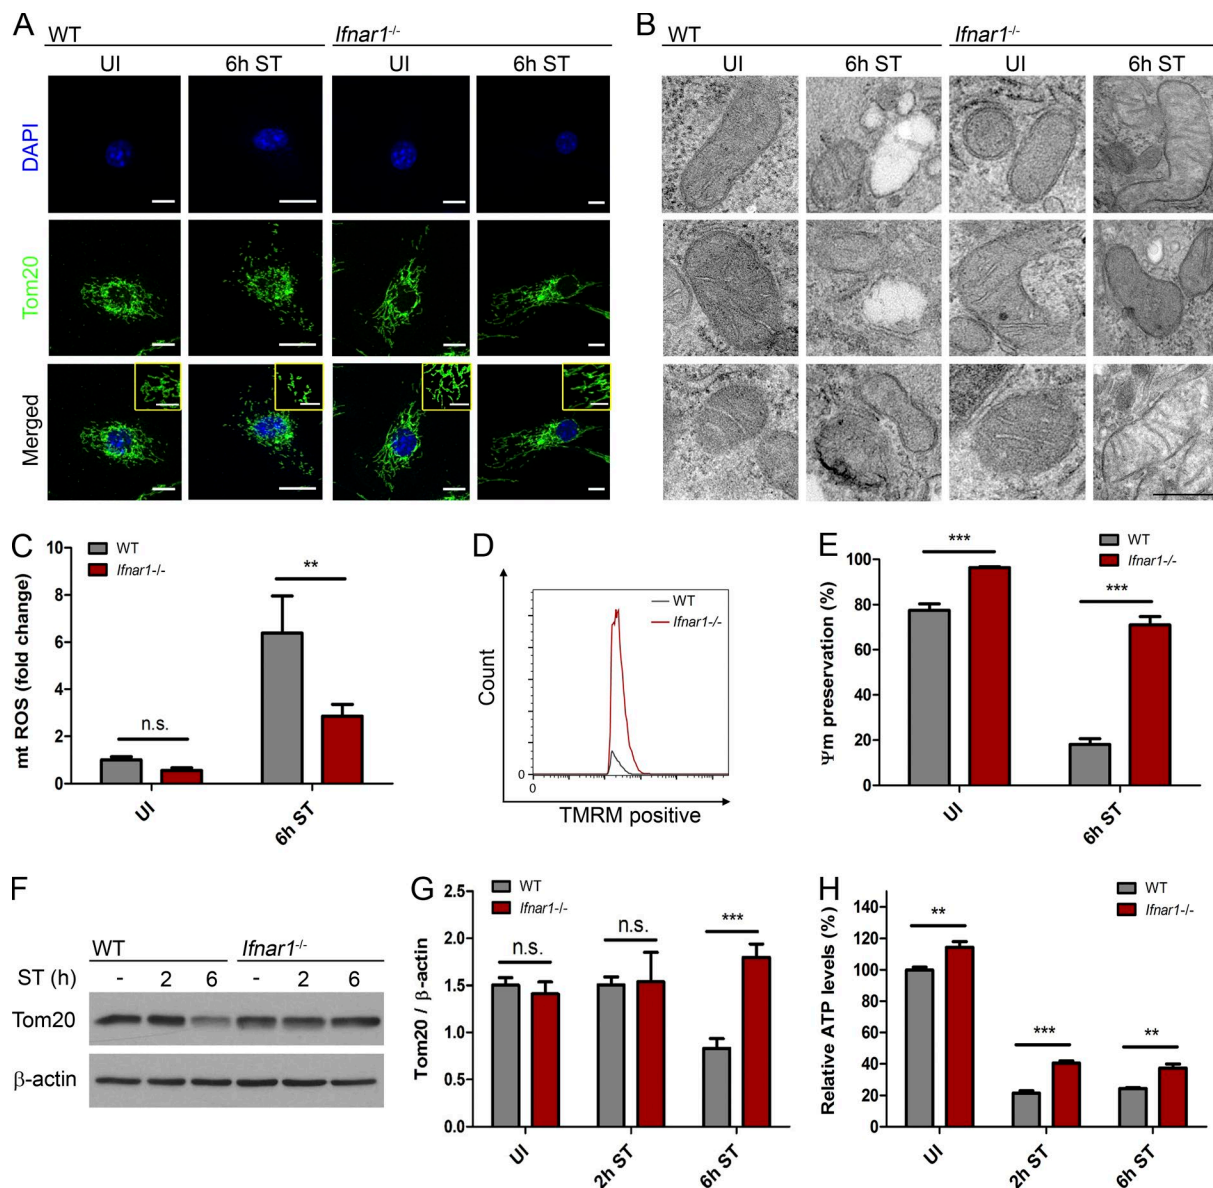 A
WT
Ifnar1-/-
UI
6h ST
UI
6h ST
DAPI
Tom20
Merged
B
WT
Ifnar1-/-
UI
6h ST
UI
6h ST
C
WT
Ifnar1-/-
mt ROS (fold change)
10
8
6
4
2
0
n.s.
**
UI
6h ST
D
WT
Ifnar1-/-
Count
0
0
TMRM positive
E
WT
Ifnar1-/-
Ψm preservation (%)
100
80
60
40
20
0
***
***
UI
6h ST
F
WT
Ifnar1-/-
ST (h)
- 2 6 - 2 6
Tom20
β-actin
G
WT
Ifnar1-/-
Tom20 / β-actin
2.5
2.0
1.5
1.0
0.5
0.0
n.s.
n.s.
***
UI
2h ST
6h ST
H
WT
Ifnar1-/-
Relative ATP levels (%)
140
120
100
80
60
40
20
0
**
***
**
UI
2h ST
6h ST